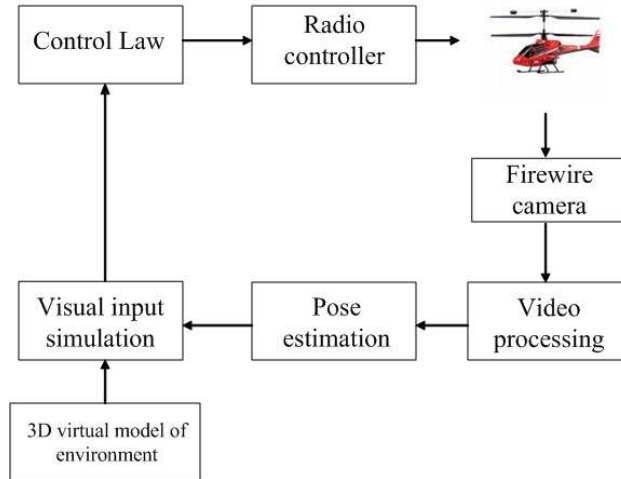 Control Law
Radio
controller
Firewire
camera
Visual input
simulation
Pose
estimation
Video
processing
3D virtual model of
environment